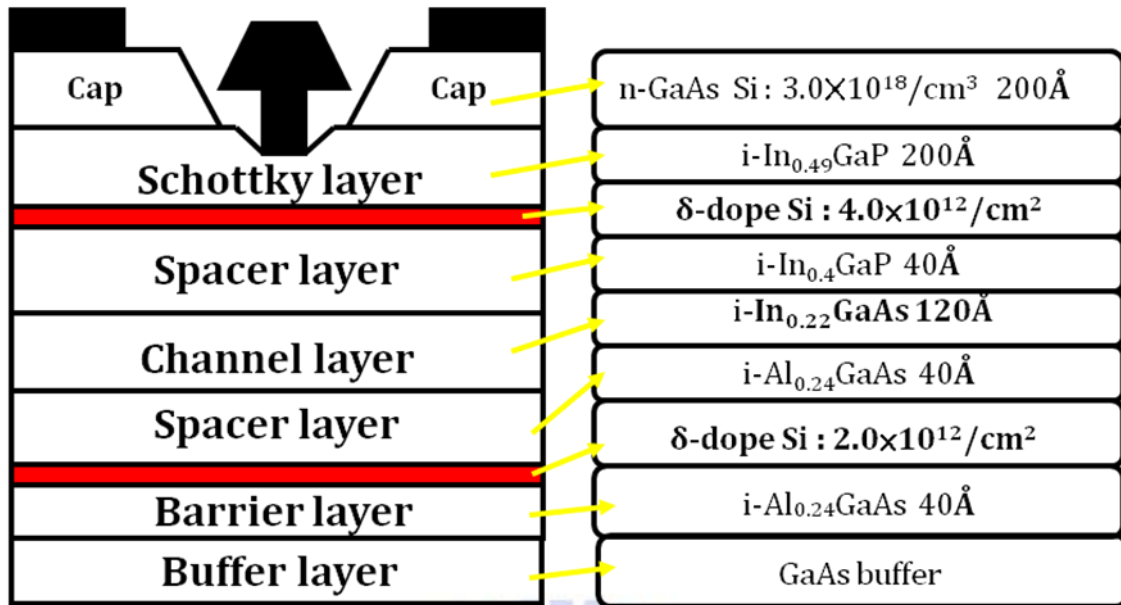 Cap
Cap
Schottky layer
Spacer layer
Channel layer
Spacer layer
Barrier layer
Buffer layer
n-GaAs Si: 3.0×10¹⁸/cm³ 200Å
i-In₀.₄₉GaP 200Å
δ-dope Si : 4.0×10¹²/cm²
i-In₀.₄GaP 40Å
i-In₀.₂₂GaAs 120Å
i-Al₀.₂₄GaAs 40Å
δ-dope Si : 2.0×10¹²/cm²
i-Al₀.₂₄GaAs 40Å
GaAs buffer